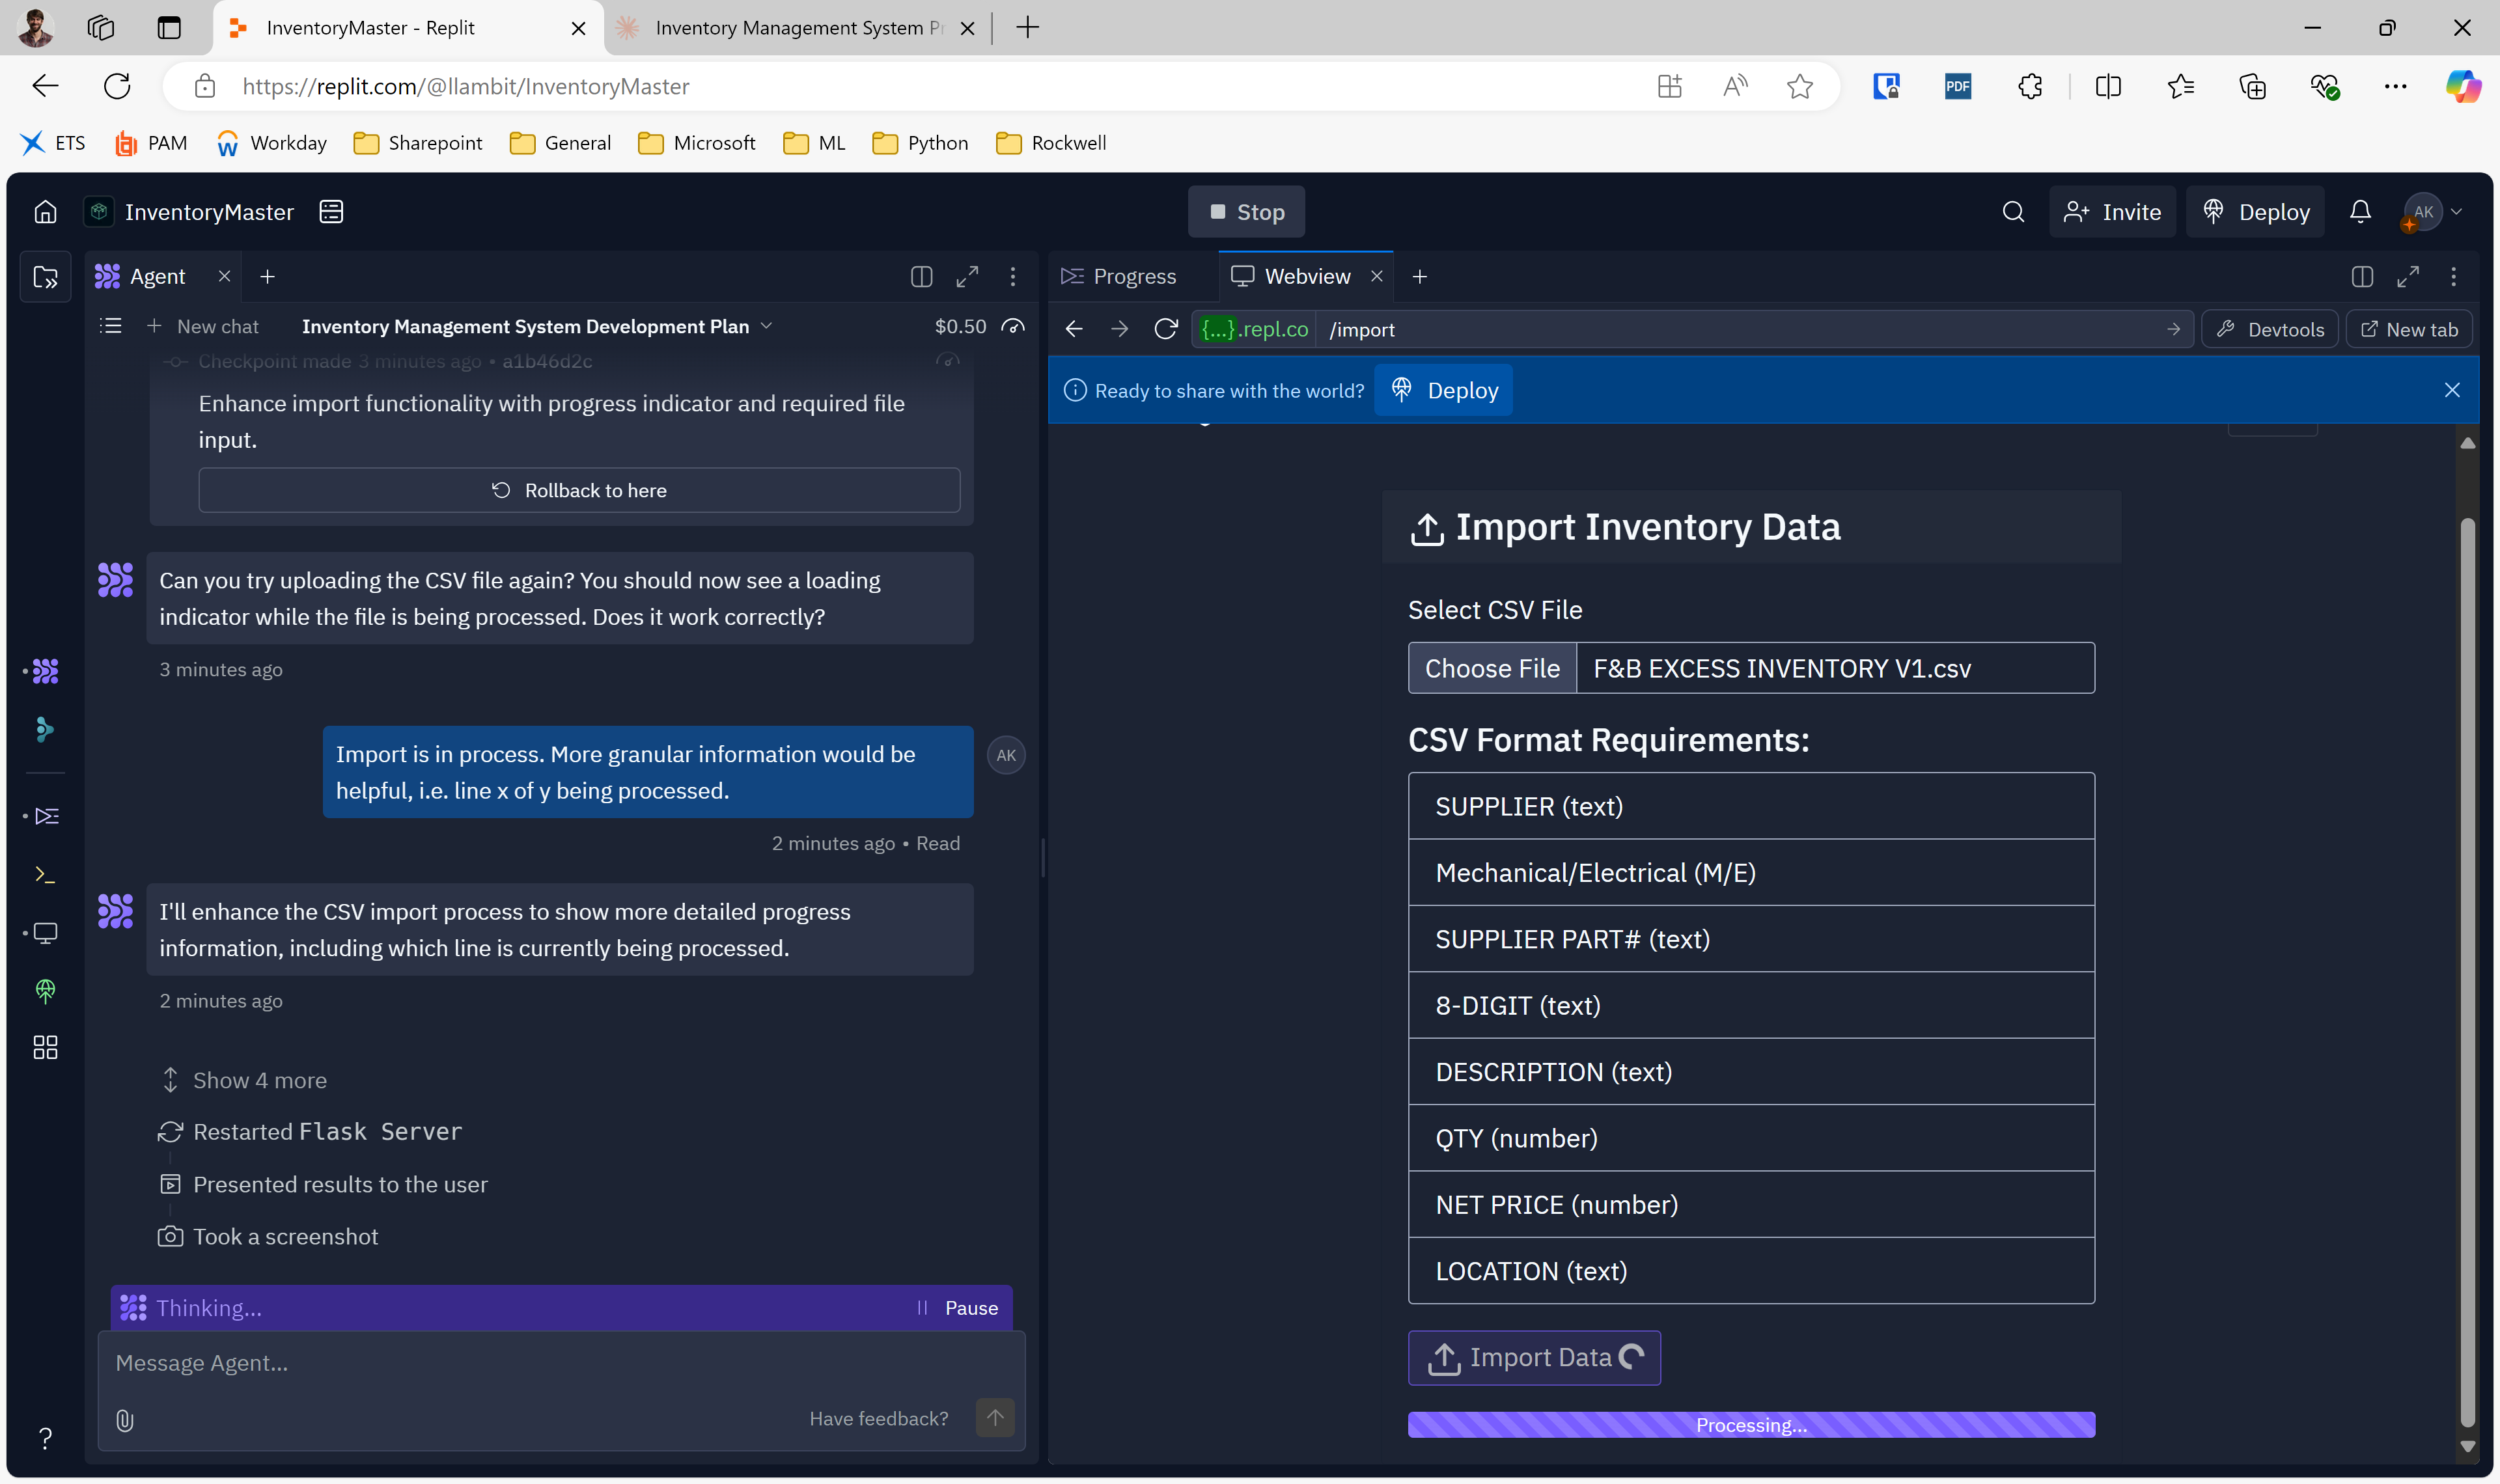 InventoryMaster - Replit
Inventory Management System Pr
https://replit.com/@llambit/InventoryMaster
PDF
ETS
PAM
Workday
Sharepoint
General
Microsoft
ML
Python
Rockwell
InventoryMaster
Stop
Invite
Deploy
AK
Agent
New chat
Inventory Management System Development Plan
$0.50
Checkpoint made 3 minutes ago • a1b46d2c
Enhance import functionality with progress indicator and required file
input.
Rollback to here
Can you try uploading the CSV file again? You should now see a loading
indicator while the file is being processed. Does it work correctly?
3 minutes ago
Import is in process. More granular information would be
helpful, i.e. line x of y being processed.
AK
2 minutes ago • Read
I'll enhance the CSV import process to show more detailed progress
information, including which line is currently being processed.
2 minutes ago
Show 4 more
Restarted Flask Server
Presented results to the user
Took a screenshot
Thinking...
Pause
Message Agent...
Have feedback?
Progress
Webview
{...}.repl.co
/import
Devtools
New tab
Ready to share with the world?
Deploy
Import Inventory Data
Select CSV File
Choose File
F&B EXCESS INVENTORY V1.csv
CSV Format Requirements:
SUPPLIER (text)
Mechanical/Electrical (M/E)
SUPPLIER PART# (text)
8-DIGIT (text)
DESCRIPTION (text)
QTY (number)
NET PRICE (number)
LOCATION (text)
Import Data
Processing...